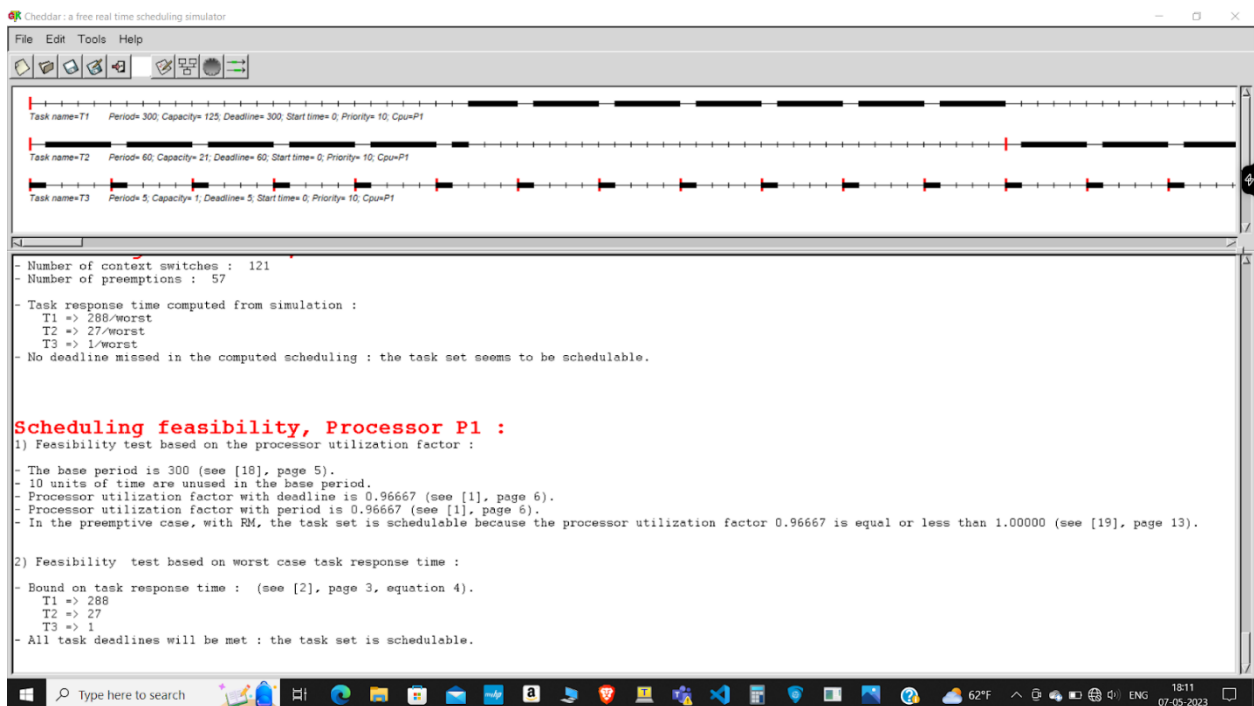 Cheddar : a free real time scheduling simulator
File Edit Tools Help
Task name=T1 Period= 300; Capacity= 125; Deadline= 300; Start time= 0; Priority= 10; Cpu=P1
Task name=T2 Period= 60; Capacity= 21; Deadline= 60; Start time= 0; Priority= 10; Cpu=P1
Task name=T3 Period= 5; Capacity= 1; Deadline= 5; Start time= 0; Priority= 10; Cpu=P1
- Number of context switches : 121
- Number of preemptions : 57
- Task response time computed from simulation :
T1 => 288/worst
T2 => 27/worst
T3 => 1/worst
- No deadline missed in the computed scheduling : the task set seems to be schedulable.
Scheduling feasibility, Processor P1 :
1) Feasibility test based on the processor utilization factor :
- The base period is 300 (see [18], page 5).
- 10 units of time are unused in the base period.
- Processor utilization factor with deadline is 0.96667 (see [1], page 6).
- Processor utilization factor with period is 0.96667 (see [1], page 6).
- In the preemptive case, with RM, the task set is schedulable because the processor utilization factor 0.96667 is equal or less than 1.00000 (see [19], page 13).
2) Feasibility test based on worst case task response time :
- Bound on task response time : (see [2], page 3, equation 4).
T1 => 288
T2 => 27
T3 => 1
- All task deadlines will be met : the task set is schedulable.
Type here to search
a
62°F
ENG
18:11
07-05-2023